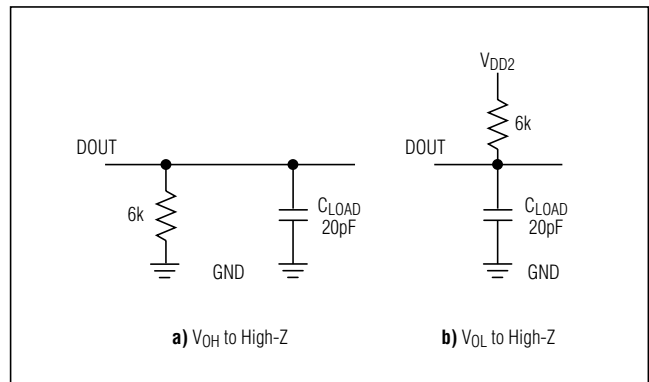 DOUT
6k
CLOAD
20pF
GND
a) VOH to High-Z
VDD2
6k
DOUT
CLOAD
20pF
GND
b) VOL to High-Z